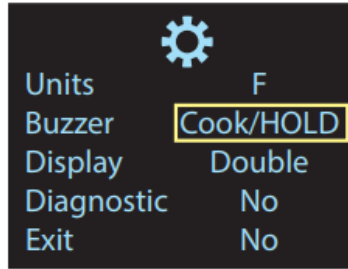 Units F
Buzzer Cook/HOLD
Display Double
Diagnostic No
Exit No